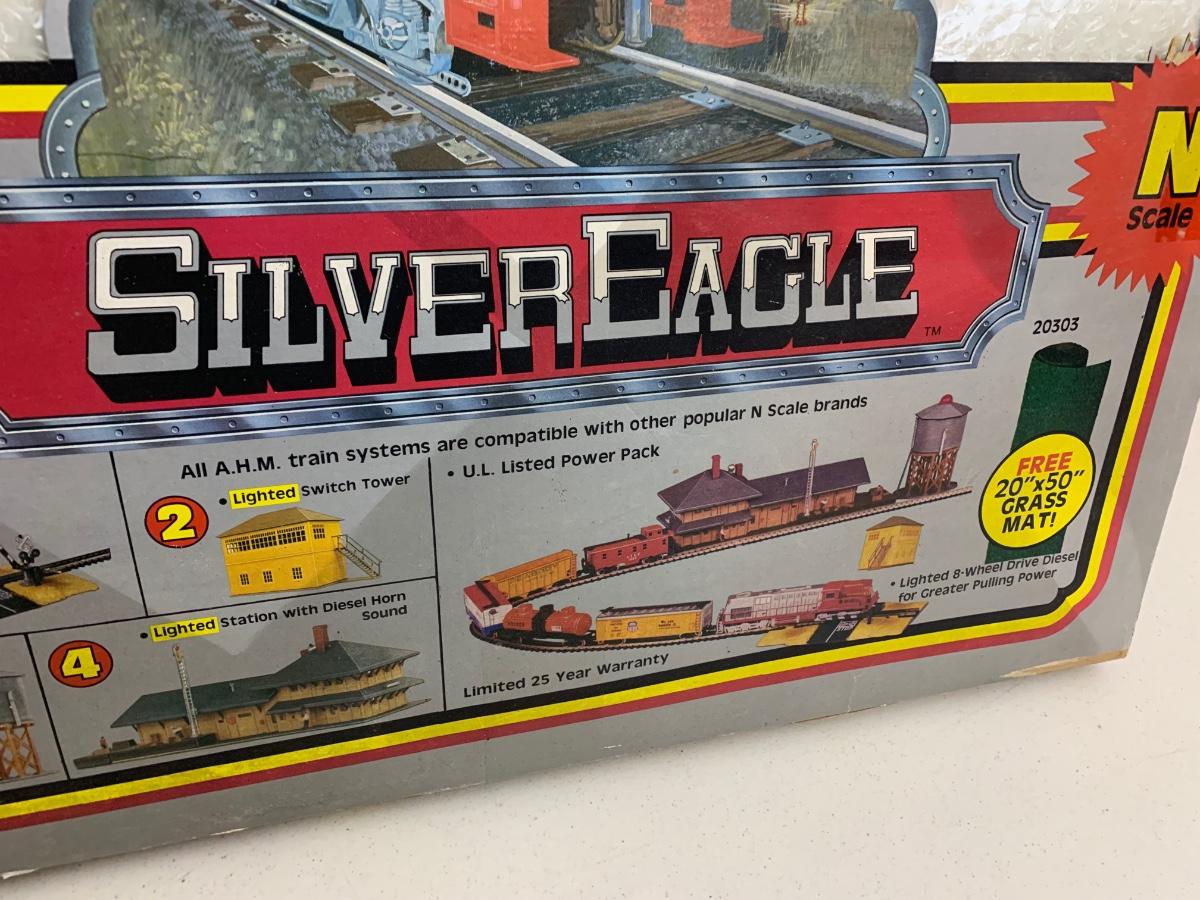 N
Scale
SILVER EAGLE
TM
20303
All A.H.M. train systems are compatible with other popular N Scale brands
2
• Lighted Switch Tower
• U.L. Listed Power Pack
FREE
20"x50"
GRASS
MAT!
• Lighted 8-Wheel Drive Diesel
for Greater Pulling Power
4
• Lighted Station with Diesel Horn
Sound
Limited 25 Year Warranty